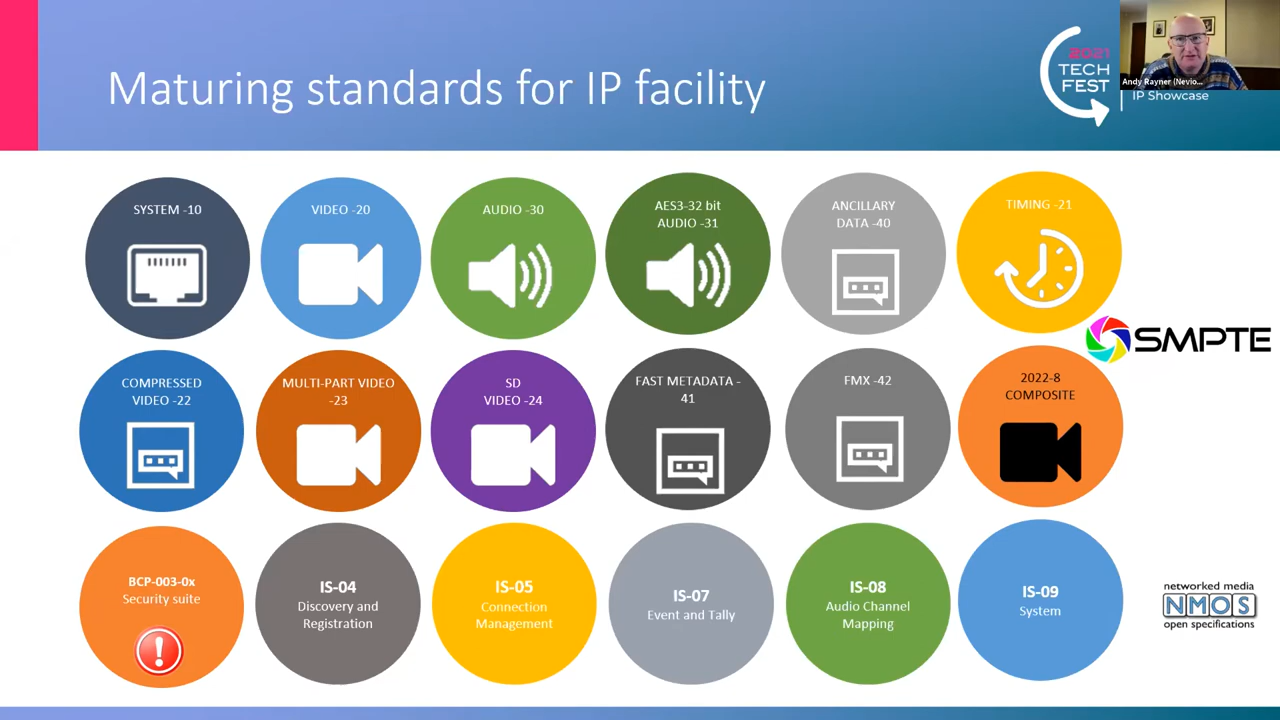 Maturing standards for IP facility
2021
TECH
FEST
IP Showcase
Andy Rayner (Nevio...
SYSTEM -10
VIDEO -20
AUDIO -30
AES3-32 bit
AUDIO -31
ANCILLARY
DATA -40
TIMING -21
SMPTE
COMPRESSED
VIDEO -22
MULTI-PART VIDEO
-23
SD
VIDEO -24
FAST METADATA -
41
FMX -42
2022-8
COMPOSITE
BCP-003-0x
Security suite
IS-04
Discovery and
Registration
IS-05
Connection
Management
IS-07
Event and Tally
IS-08
Audio Channel
Mapping
IS-09
System
networked media
NMOS
open specifications